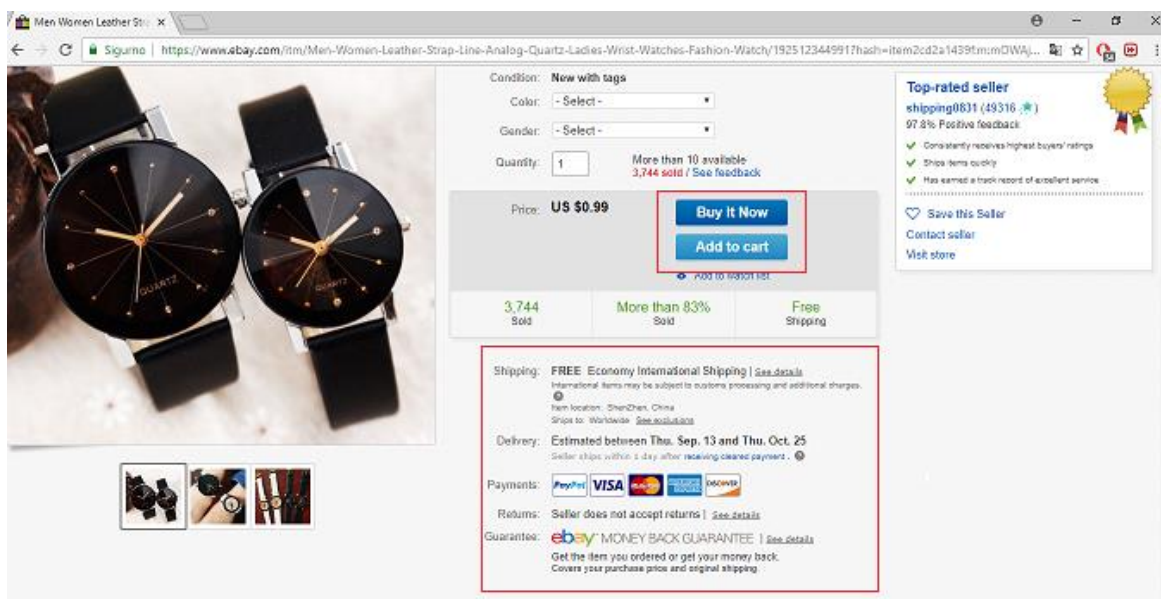 Men Women Leather Str
Sigurno | https://www.ebay.com/itm/Men-Women-Leather-Strap-Line-Analog-Quartz-Ladies-Wrist-Watches-Fashion-Watch/192512344991?hash=item2cd2a1439f:m:mOWAj...
Condition: New with tags
Color: - Select -
Gender: - Select -
Quantity: 1 More than 10 available
3,744 sold / See feedback
Price: US $0.99
Buy It Now
Add to cart
Add to watch list
3,744 More than 83% Free
Sold Sold Shipping
Shipping: FREE Economy International Shipping | See details
International items may be subject to customs processing and additional charges.
Item location: ShenZhen, China
Ships to: Worldwide See exclusions
Delivery: Estimated between Thu. Sep. 13 and Thu. Oct. 25
Seller ships within 1 day after receiving cleared payment.
Payments: PayPal VISA MasterCard DISCOVER
Returns: Seller does not accept returns | See details
Guarantee: ebay MONEY BACK GUARANTEE | See details
Get the item you ordered or get your money back.
Covers your purchase price and original shipping.
Top-rated seller
shipping0831 (49316)
97.8% Positive feedback
Consistently receives highest buyers' ratings
Ships items quickly
Has earned a track record of excellent service
Save this Seller
Contact seller
Visit store
QUARTZ
QUARTZ